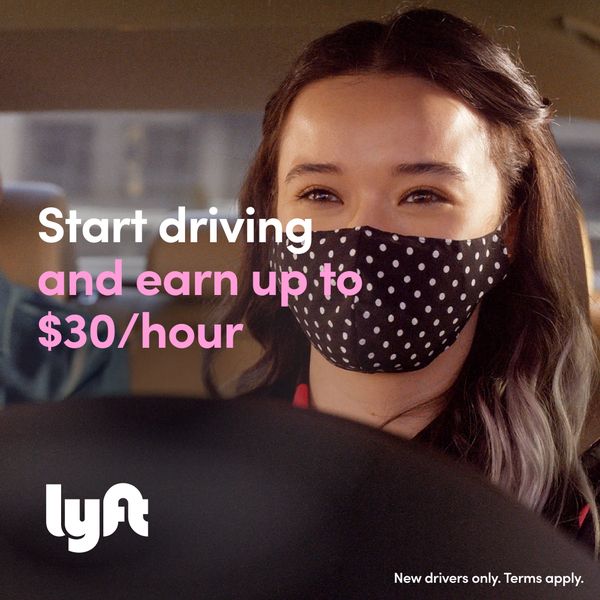 Start driving
and earn up to
$30/hour
lyft
New drivers only. Terms apply.